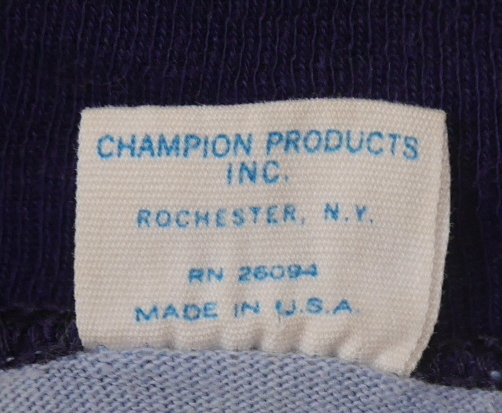 CHAMPION PRODUCTS
INC.
ROCHESTER, N.Y.
RN 26094
MADE IN U.S.A.